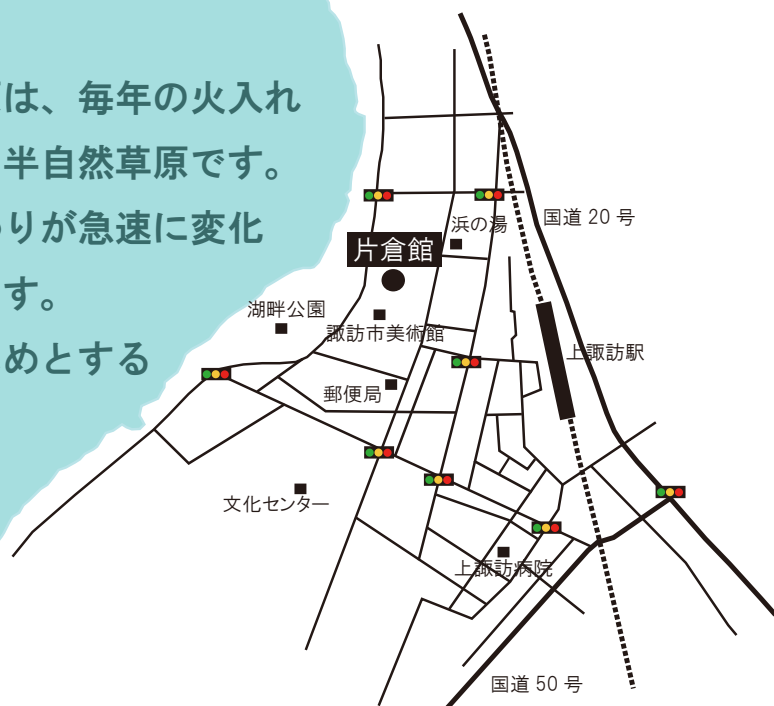 は、毎年の火入れ
半自然草原です。
りが急速に変化
す。
めとする
国道 20 号
浜の湯
片倉館
湖畔公園
諏訪市美術館
上諏訪駅
郵便局
文化センター
上諏訪病院
国道 50 号